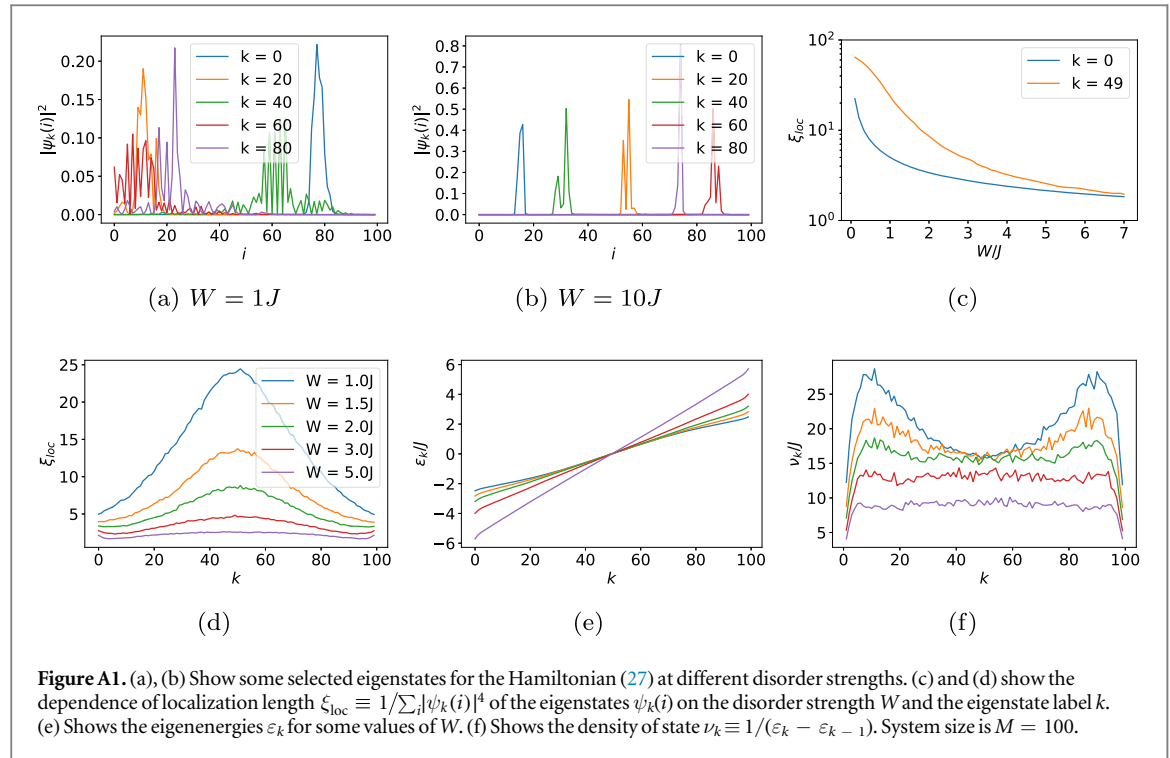 0.20
0.15
0.10
0.05
0.00
|ψk(i)|²
k = 0
k = 20
k = 40
k = 60
k = 80
0 20 40 60 80 100
i
(a) W = 1J
0.8
0.7
0.6
0.5
0.4
0.3
0.2
0.1
0.0
|ψk(i)|²
k = 0
k = 20
k = 40
k = 60
k = 80
0 20 40 60 80 100
i
(b) W = 10J
10²
10¹
10⁰
ξloc
k = 0
k = 49
0 1 2 3 4 5 6 7
W/J
(c)
25
20
15
10
5
ξloc
W = 1.0J
W = 1.5J
W = 2.0J
W = 3.0J
W = 5.0J
0 20 40 60 80 100
k
(d)
6
4
2
0
−2
−4
−6
εk/J
0 20 40 60 80 100
k
(e)
25
20
15
10
5
νk/J
0 20 40 60 80 100
k
(f)
Figure A1. (a), (b) Show some selected eigenstates for the Hamiltonian (27) at different disorder strengths. (c) and (d) show the
dependence of localization length ξloc ≡ 1/∑i|ψk(i)|⁴ of the eigenstates ψk(i) on the disorder strength W and the eigenstate label k.
(e) Shows the eigenenergies εk for some values of W. (f) Shows the density of state νk ≡ 1/(εk − εk − 1). System size is M = 100.